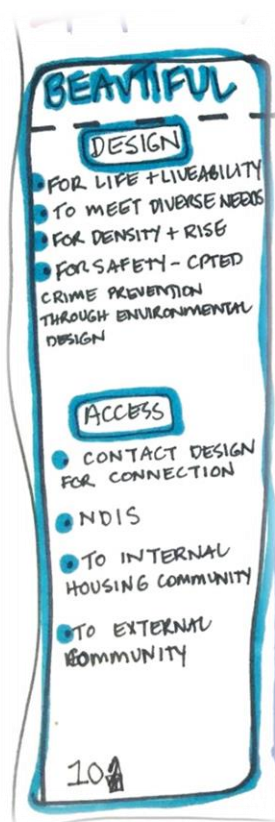 BEAUTIFUL
DESIGN
FOR LIFE + LIVEABILITY
TO MEET DIVERSE NEEDS
FOR DENSITY + RISE
FOR SAFETY - CPTED
CRIME PREVENTION
THROUGH ENVIRONMENTAL
DESIGN
ACCESS
CONTACT DESIGN
FOR CONNECTION
NDIS
TO INTERNAL
HOUSING COMMUNITY
TO EXTERNAL
COMMUNITY
10